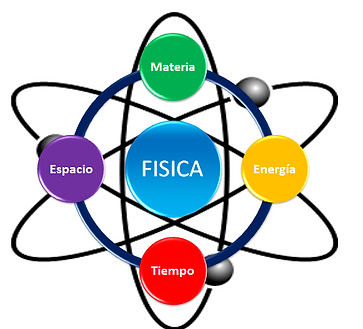 Materia
Espacio
FISICA
Energía
Tiempo